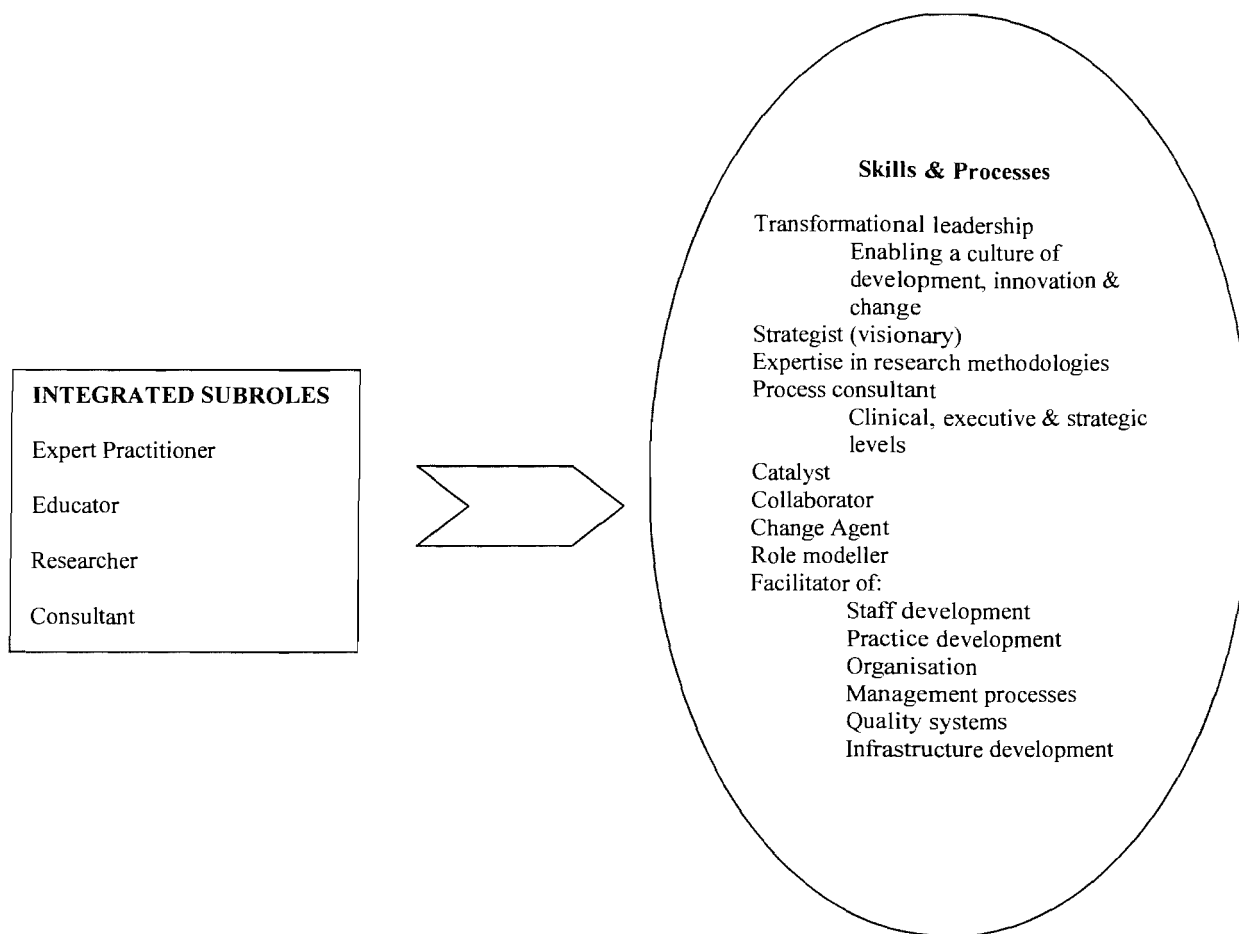 INTEGRATED SUBROLES
Expert Practitioner
Educator
Researcher
Consultant
Skills & Processes
Transformational leadership
Enabling a culture of
development, innovation &
change
Strategist (visionary)
Expertise in research methodologies
Process consultant
Clinical, executive & strategic
levels
Catalyst
Collaborator
Change Agent
Role modeller
Facilitator of:
Staff development
Practice development
Organisation
Management processes
Quality systems
Infrastructure development